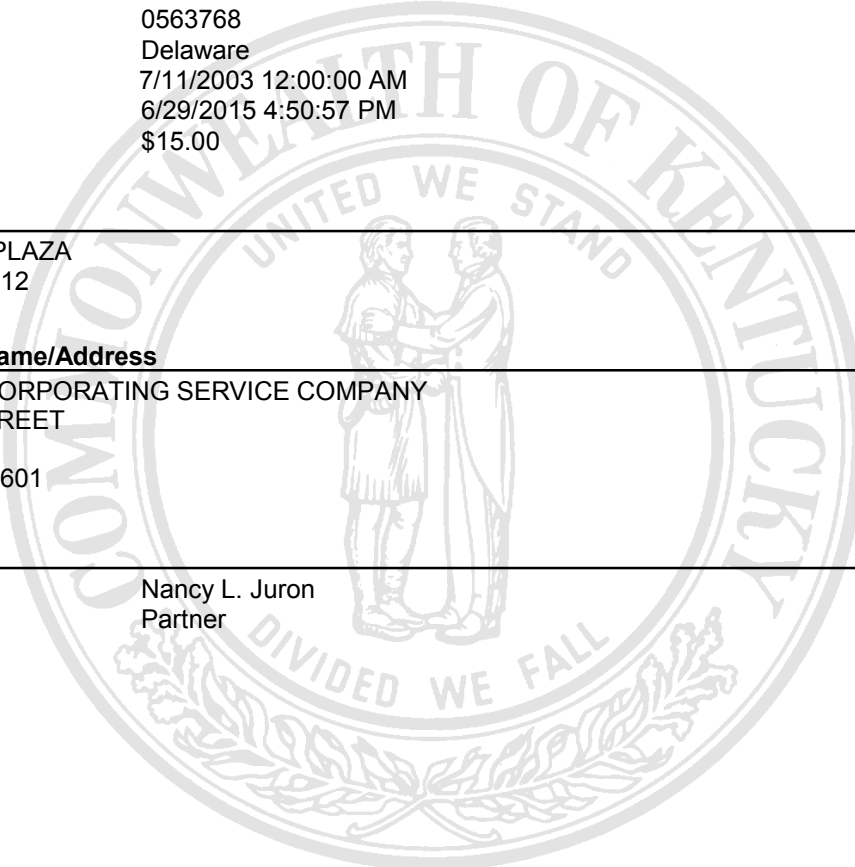 0563768
Delaware
7/11/2003 12:00:00 AM
6/29/2015 4:50:57 PM
$15.00
PLAZA
12
ame/Address
ORPORATING SERVICE COMPANY
REET
601
Nancy L. Juron
Partner
COMMONWEALTH OF KENTUCKY
UNITED WE STAND
DIVIDED WE FALL